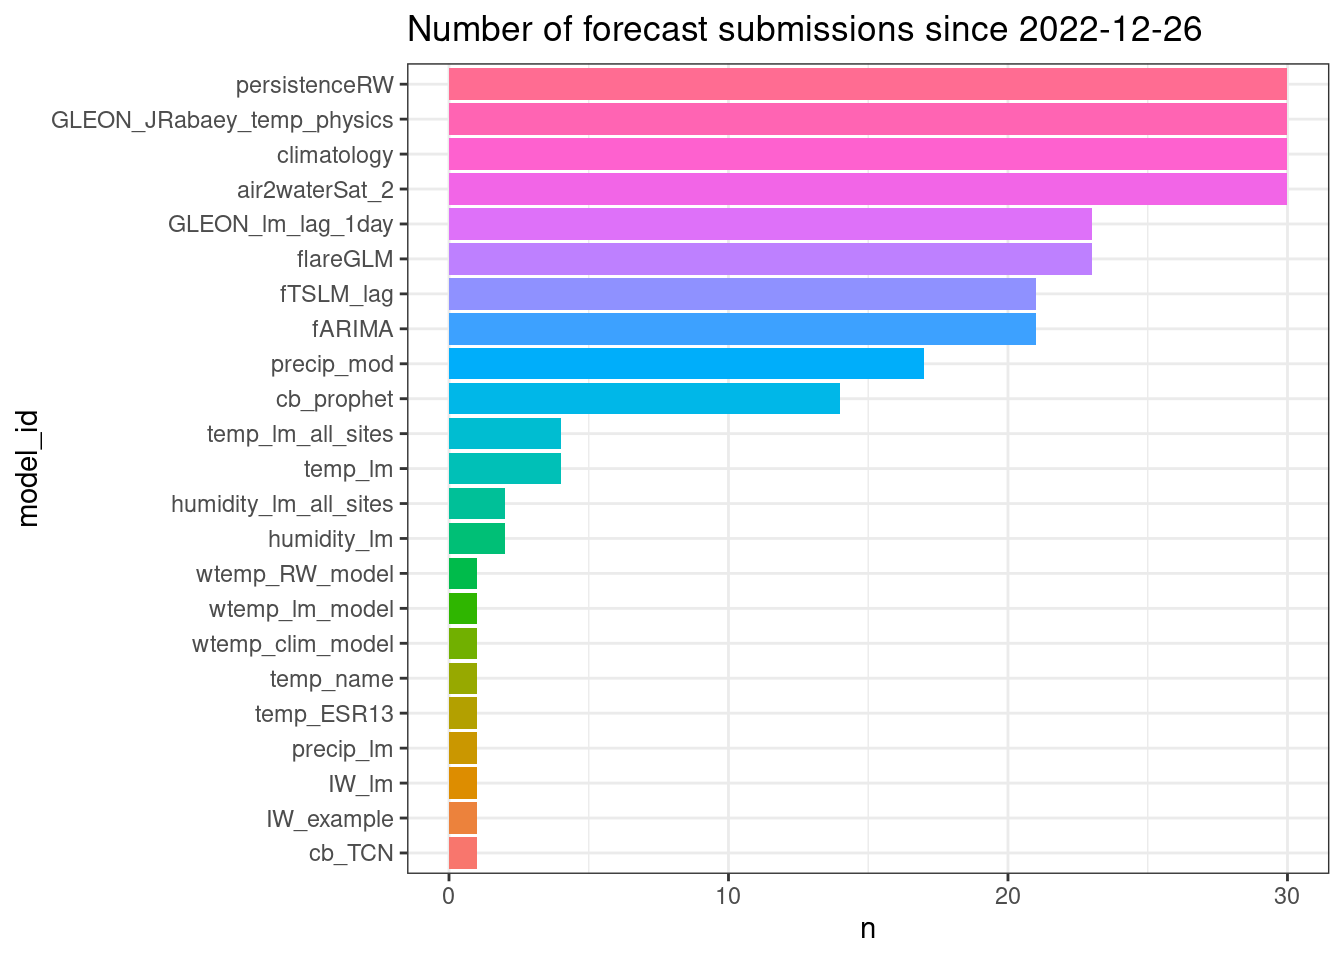 Number of forecast submissions since 2022-12-26
persistenceRW
GLEON_JRabaey_temp_physics
climatology
air2waterSat_2
GLEON_lm_lag_1day
flareGLM
fTSLM_lag
fARIMA
precip_mod
cb_prophet
temp_lm_all_sites
temp_lm
humidity_lm_all_sites
humidity_lm
wtemp_RW_model
wtemp_lm_model
wtemp_clim_model
temp_name
temp_ESR13
precip_lm
IW_lm
IW_example
cb_TCN
model_id
0 10 20 30
n